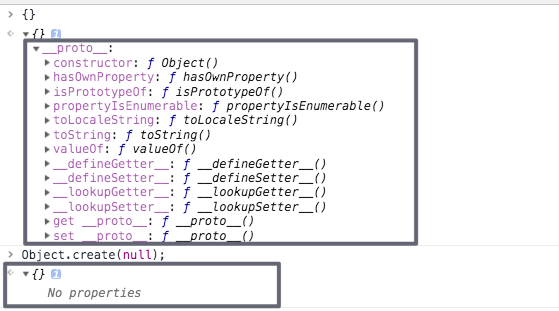 > {}
< ▼{} i
▼__proto__:
▶constructor: ƒ Object()
▶hasOwnProperty: ƒ hasOwnProperty()
▶isPrototypeOf: ƒ isPrototypeOf()
▶propertyIsEnumerable: ƒ propertyIsEnumerable()
▶toLocaleString: ƒ toLocaleString()
▶toString: ƒ toString()
▶valueOf: ƒ valueOf()
▶__defineGetter__: ƒ __defineGetter__()
▶__defineSetter__: ƒ __defineSetter__()
▶__lookupGetter__: ƒ __lookupGetter__()
▶__lookupSetter__: ƒ __lookupSetter__()
▶get __proto__: ƒ __proto__()
▶set __proto__: ƒ __proto__()
> Object.create(null);
< ▼{} i
No properties